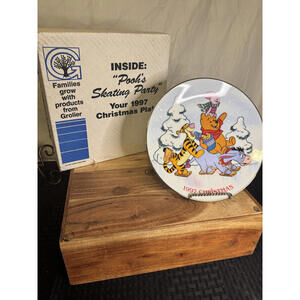 Families
grow
with
products
from
Grolier
INSIDE:
"Pooh's
Skating Party"
Your 1997
Christmas Plate
1997 CHRISTMAS